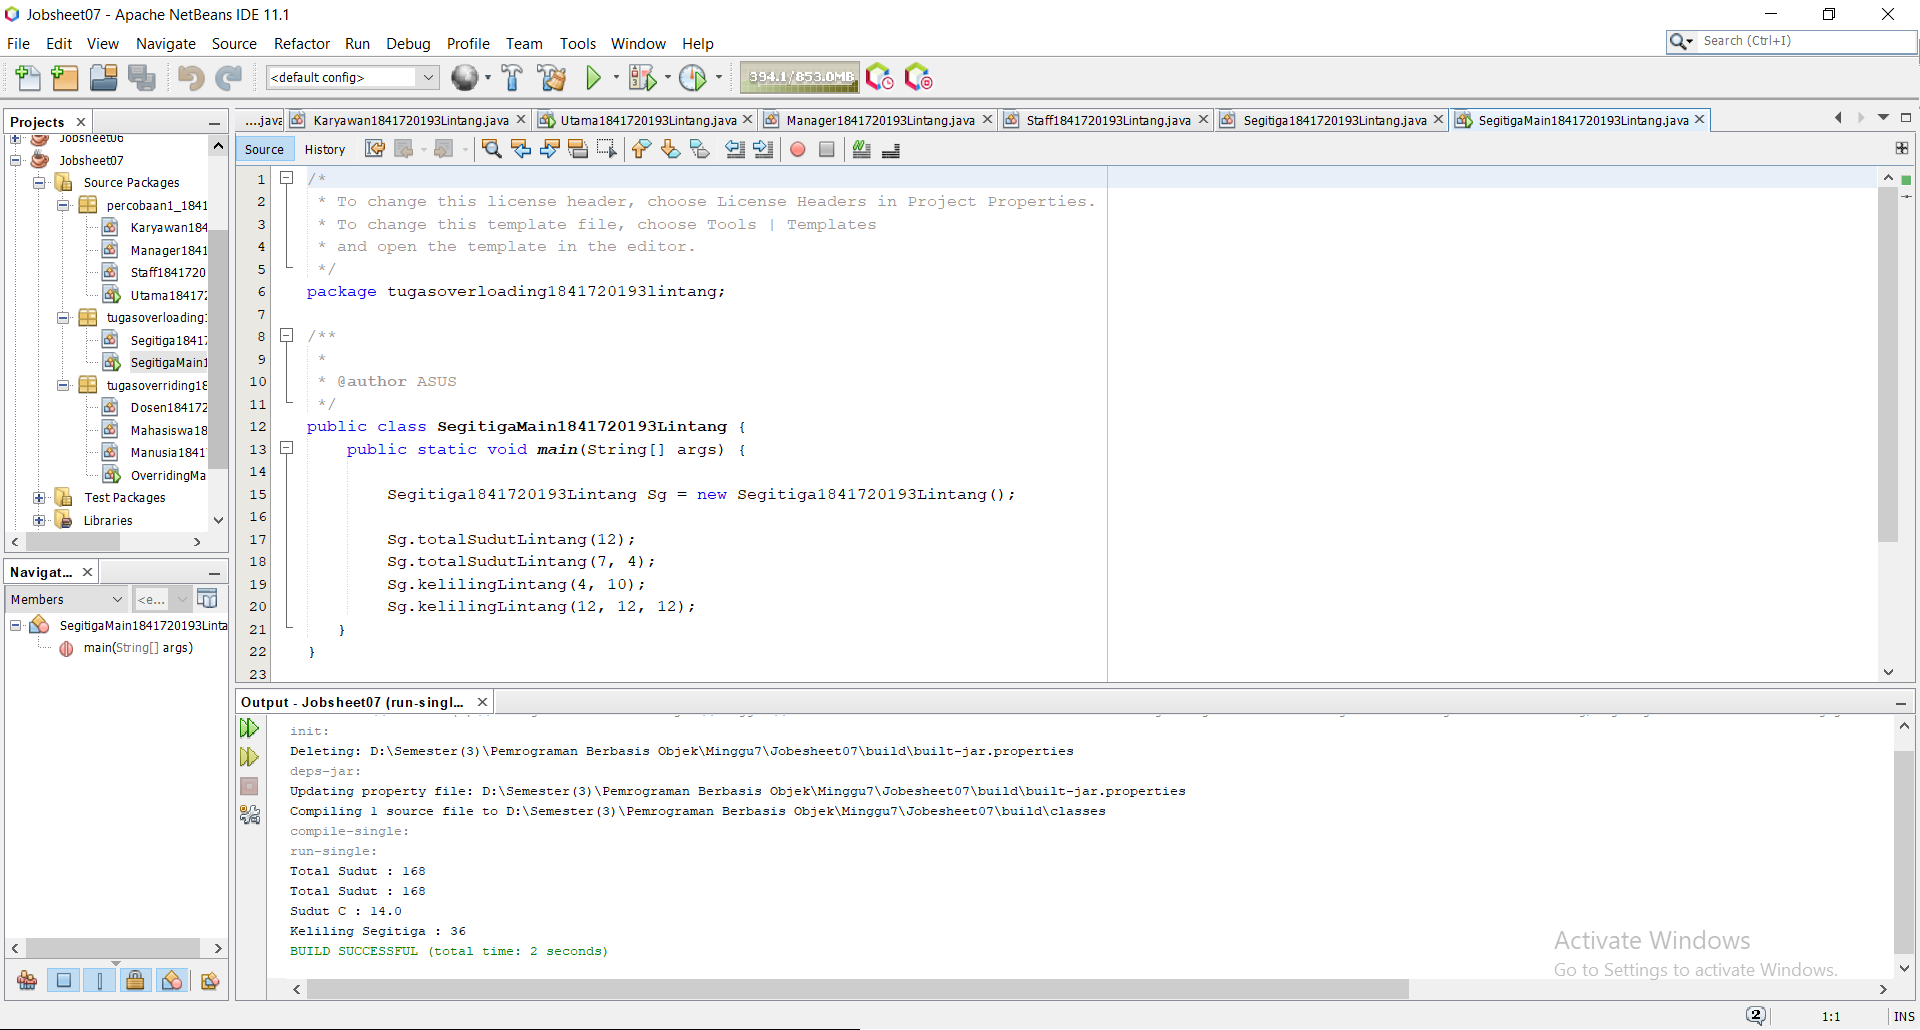 Jobsheet07 - Apache NetBeans IDE 11.1
File Edit View Navigate Source Refactor Run Debug Profile Team Tools Window Help
Search (Ctrl+I)
<default config>
394.1/853.0MB
Projects
Jobsheet06
Jobsheet07
Source Packages
percobaan1_1841
Karyawan184
Manager1841
Staff1841720
Utama184172
tugasoverloading:
Segitiga1841
SegitigaMain1
tugasoverriding18
Dosen184172
Mahasiswa18
Manusia1841
OverridingMa
Test Packages
Libraries
Navigat...
Members
<e...
SegitigaMain1841720193Linta
main(String[] args)
....java Karyawan1841720193Lintang.java Utama1841720193Lintang.java Manager1841720193Lintang.java Staff1841720193Lintang.java Segitiga1841720193Lintang.java SegitigaMain1841720193Lintang.java
Source History
1 /*
2 * To change this license header, choose License Headers in Project Properties.
3 * To change this template file, choose Tools | Templates
4 * and open the template in the editor.
5 */
6 package tugasoverloading1841720193lintang;
7
8 /**
9 *
10 * @author ASUS
11 */
12 public class SegitigaMain1841720193Lintang {
13 public static void main(String[] args) {
14
15 Segitiga1841720193Lintang Sg = new Segitiga1841720193Lintang();
16
17 Sg.totalSudutLintang(12);
18 Sg.totalSudutLintang(7, 4);
19 Sg.kelilingLintang(4, 10);
20 Sg.kelilingLintang(12, 12, 12);
21 }
22 }
23
Output - Jobsheet07 (run-singl...
init:
Deleting: D:\Semester(3)\Pemrograman Berbasis Objek\Minggu7\Jobesheet07\build\built-jar.properties
deps-jar:
Updating property file: D:\Semester(3)\Pemrograman Berbasis Objek\Minggu7\Jobesheet07\build\built-jar.properties
Compiling 1 source file to D:\Semester(3)\Pemrograman Berbasis Objek\Minggu7\Jobesheet07\build\classes
compile-single:
run-single:
Total Sudut : 168
Total Sudut : 168
Sudut C : 14.0
Keliling Segitiga : 36
BUILD SUCCESSFUL (total time: 2 seconds)
Activate Windows
Go to Settings to activate Windows.
2
1:1
INS